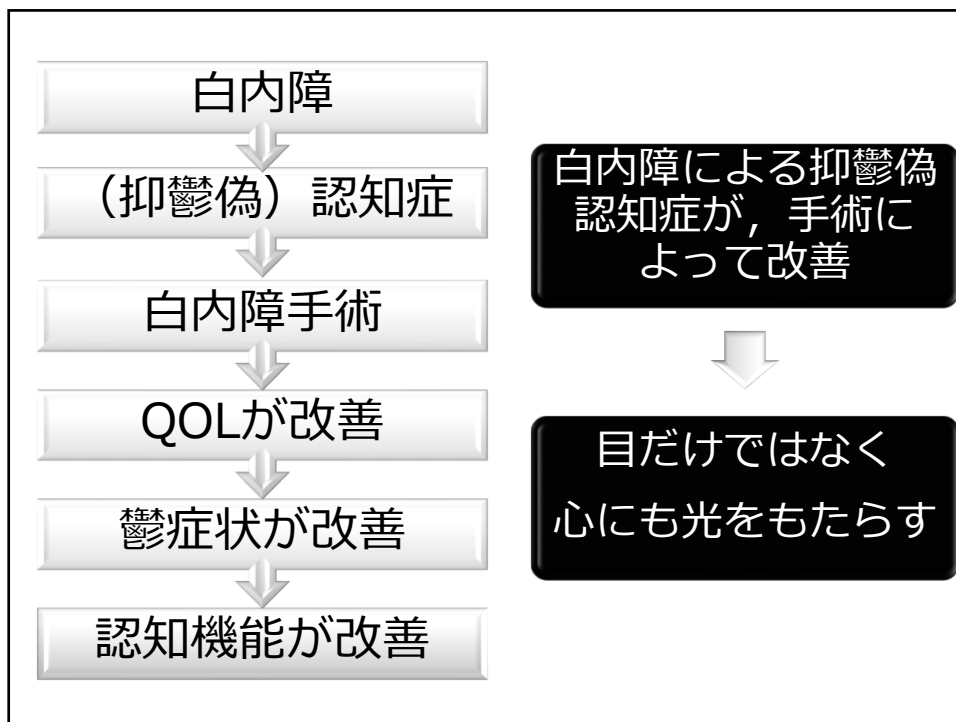 白内障
（抑鬱偽）認知症
白内障手術
QOLが改善
鬱症状が改善
認知機能が改善
白内障による抑鬱偽
認知症が，手術に
よって改善
目だけではなく
心にも光をもたらす